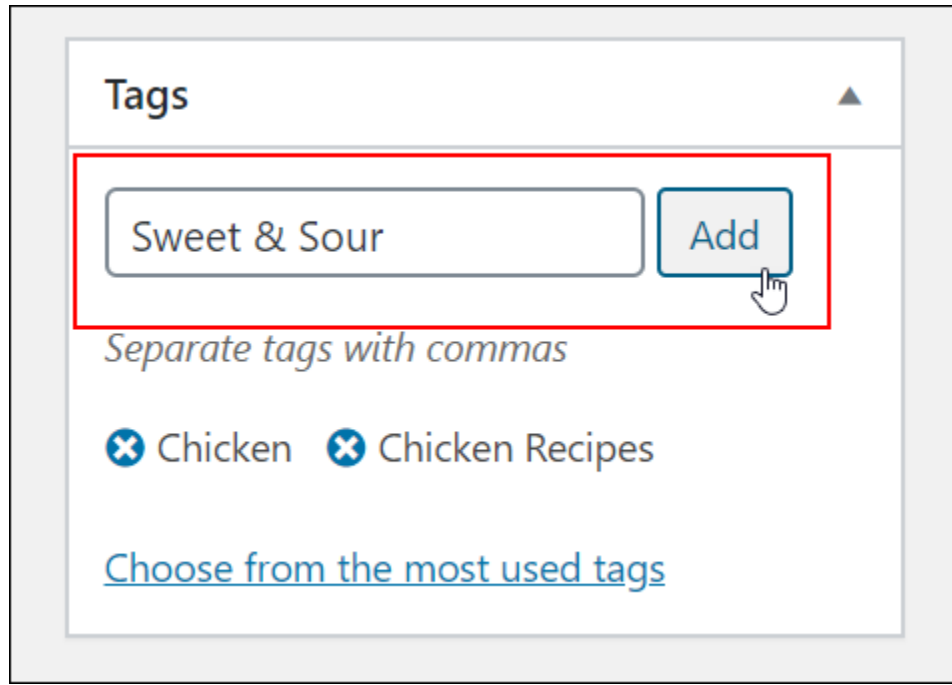 Tags
Sweet & Sour Add
Separate tags with commas
Chicken Chicken Recipes
Choose from the most used tags